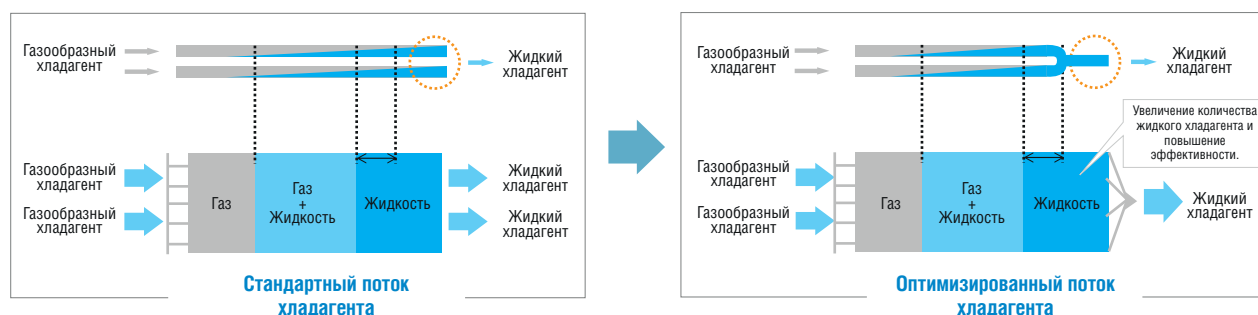 Газообразный
хладагент
Жидкий
хладагент
Газообразный
хладагент
Газообразный
хладагент
Газ
Газ
+
Жидкость
Жидкость
Жидкий
хладагент
Жидкий
хладагент
Стандартный поток
хладагента
Газообразный
хладагент
Жидкий
хладагент
Увеличение количества
жидкого хладагента и
повышение
эффективности.
Газообразный
хладагент
Газообразный
хладагент
Газ
Газ
+
Жидкость
Жидкость
Жидкий
хладагент
Оптимизированный поток
хладагента